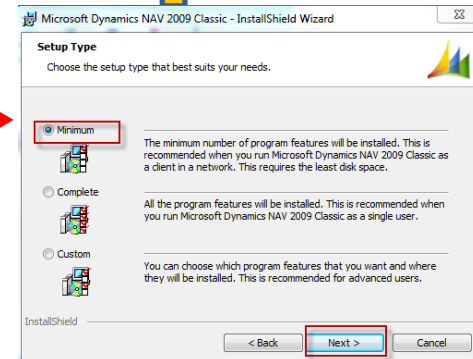 Microsoft Dynamics NAV 2009 Classic - InstallShield Wizard
Setup Type
Choose the setup type that best suits your needs.
Minimum
The minimum number of program features will be installed. This is
recommended when you run Microsoft Dynamics NAV 2009 Classic as
a client in a network. This requires the least disk space.
Complete
All the program features will be installed. This is recommended when
you run Microsoft Dynamics NAV 2009 Classic as a single user.
Custom
You can choose which program features that you want and where
they will be installed. This is recommended for advanced users.
InstallShield
< Back Next > Cancel